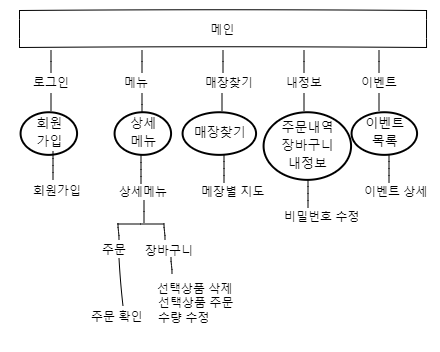 메인
로그인 메뉴 매장찾기 내정보 이벤트
회원
가입
상세
메뉴
매장찾기
주문내역
장바구니
내정보
이벤트
목록
회원가입 상세메뉴 메장별 지도 이벤트 상세
비밀번호 수정
주문 장바구니
선택상품 삭제
선택상품 주문
수량 수정
주문 확인